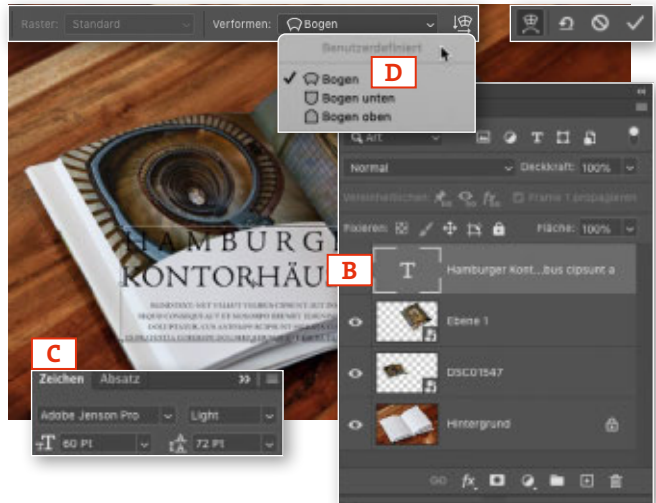 Raster: Standard
Verformen: Bogen
Benutzerdefiniert
Bogen
Bogen unten
Bogen oben
D
Art
Normal
Deckkraft: 100%
Vereinheitlichen:
Frame 1 propagieren
Fixieren:
Fläche: 100%
B
T
Hamburger Kont...bus cipsunt a
Ebene 1
DSC01547
Hintergrund
fx
HAMBURGE
KONTORHÄU
C
Zeichen Absatz
Adobe Jenson Pro
Light
60 Pt
72 Pt